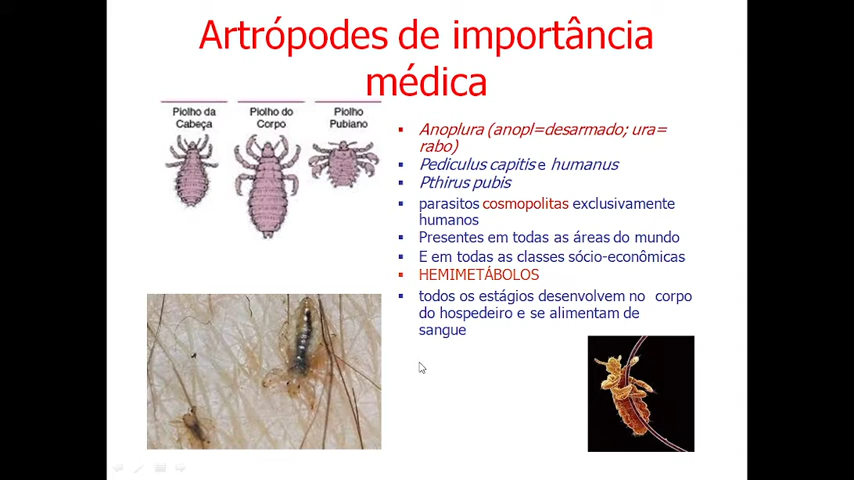 Artrópodes de importância
médica
Piolho da
Cabeça
Piolho do
Corpo
Piolho
Pubiano
Anoplura (anopl=desarmado; ura=
rabo)
Pediculus capitis e humanus
Pthirus pubis
parasitos cosmopolitas exclusivamente
humanos
Presentes em todas as áreas do mundo
E em todas as classes sócio-econômicas
HEMIMETÁBOLOS
todos os estágios desenvolvem no corpo
do hospedeiro e se alimentam de
sangue